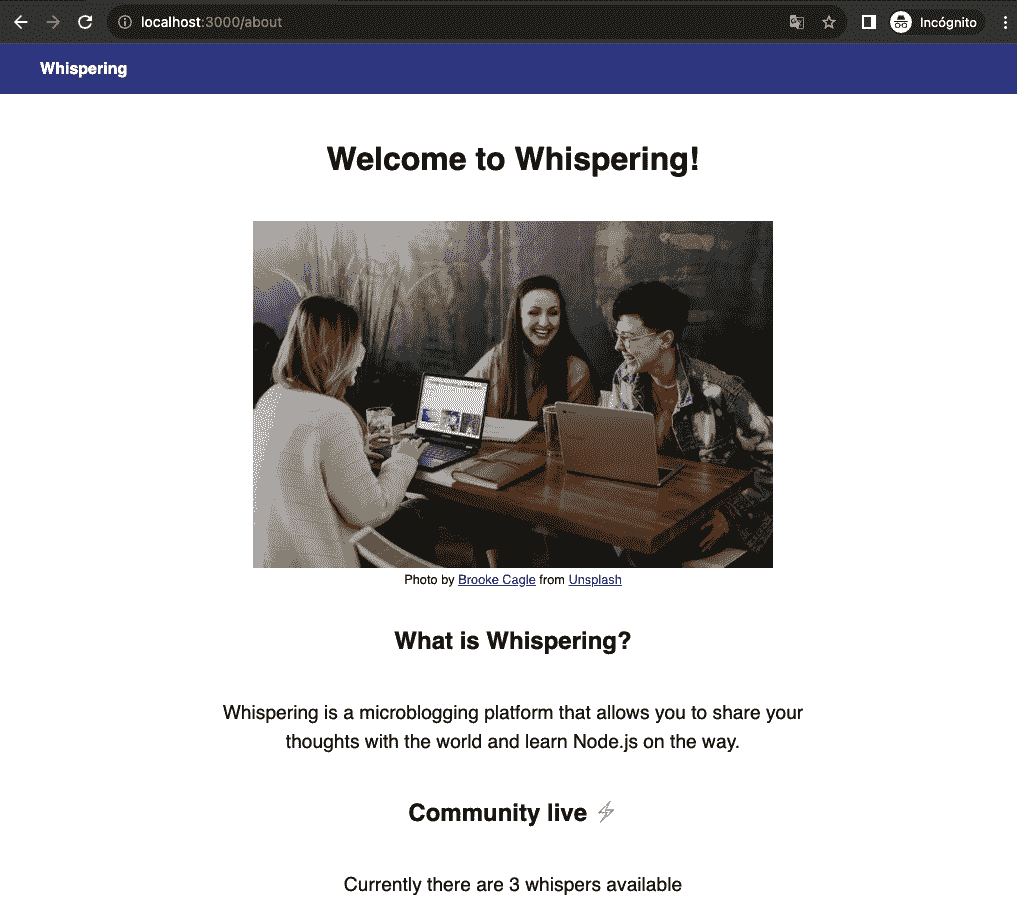 localhost:3000/about
Incógnito
Whispering
Welcome to Whispering!
Photo by Brooke Cagle from Unsplash
What is Whispering?
Whispering is a microblogging platform that allows you to share your
thoughts with the world and learn Node.js on the way.
Community live
Currently there are 3 whispers available